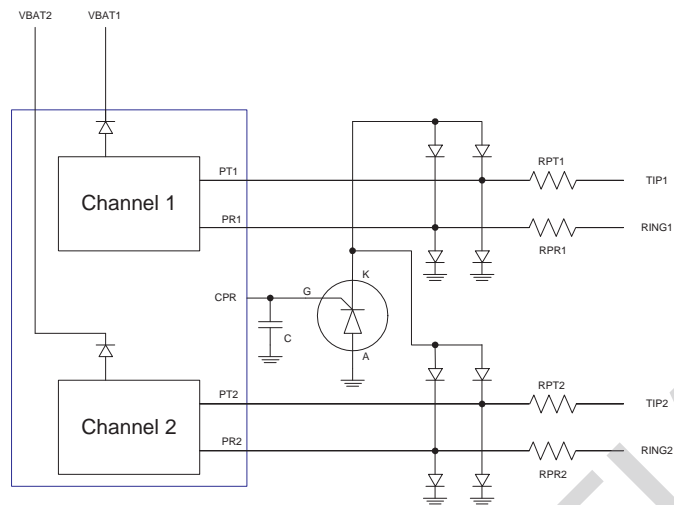 VBAT2 VBAT1
PT1
RPT1
TIP1
Channel 1
PR1
RPR1
RING1
K
CPR
G
C
A
PT2
RPT2
TIP2
Channel 2
PR2
RPR2
RING2